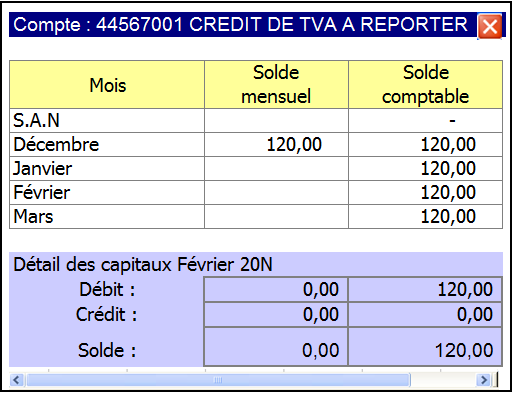 Compte : 44567001 CREDIT DE TVA A REPORTER
Mois Solde mensuel Solde comptable
S.A.N -
Décembre 120,00 120,00
Janvier 120,00
Février 120,00
Mars 120,00
Détail des capitaux Février 20N
Débit : 0,00 120,00
Crédit : 0,00 0,00
Solde : 0,00 120,00